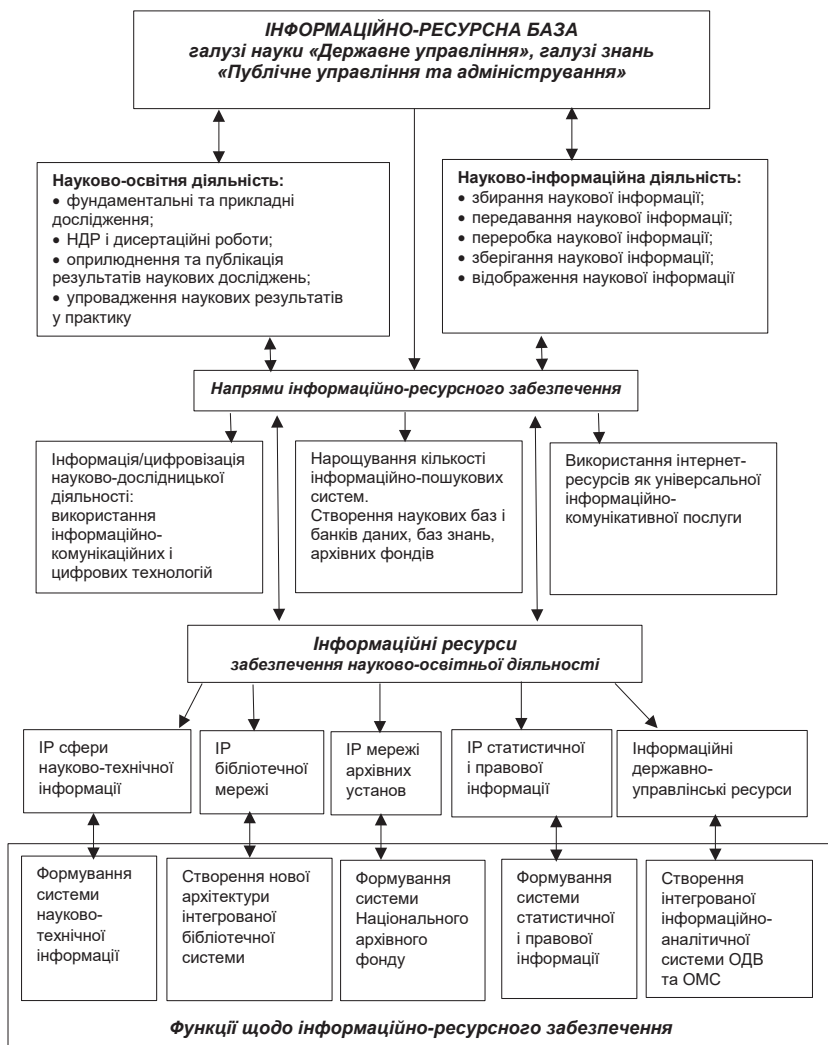 ІНФОРМАЦІЙНО-РЕСУРСНА БАЗА
галузі науки «Державне управління», галузі знань
«Публічне управління та адміністрування»
Науково-освітня діяльність:
• фундаментальні та прикладні
дослідження;
• НДР і дисертаційні роботи;
• оприлюднення та публікація
результатів наукових досліджень;
• упровадження наукових результатів
у практику
Науково-інформаційна діяльність:
• збирання наукової інформації;
• передавання наукової інформації;
• переробка наукової інформації;
• зберігання наукової інформації;
• відображення наукової інформації
Напрями інформаційно-ресурсного забезпечення
Інформація/цифровізація
науково-дослідницької
діяльності:
використання
інформаційно-
комунікаційних і
цифрових технологій
Нарощування кількості
інформаційно-пошукових
систем.
Створення наукових баз і
банків даних, баз знань,
архівних фондів
Використання інтернет-
ресурсів як універсальної
інформаційно-
комунікативної послуги
Інформаційні ресурси
забезпечення науково-освітньої діяльності
ІР сфери
науково-технічної
інформації
ІР
бібліотечної
мережі
ІР мережі
архівних
установ
ІР статистичної
і правової
інформації
Інформаційні
державно-
управлінські ресурси
Формування
системи
науково-
технічної
інформації
Створення нової
архітектури
інтегрованої
бібліотечної
системи
Формування
системи
Національного
архівного
фонду
Формування
системи
статистичної
і правової
інформації
Створення
інтегрованої
інформаційно-
аналітичної
системи ОДВ
та ОМС
Функції щодо інформаційно-ресурсного забезпечення